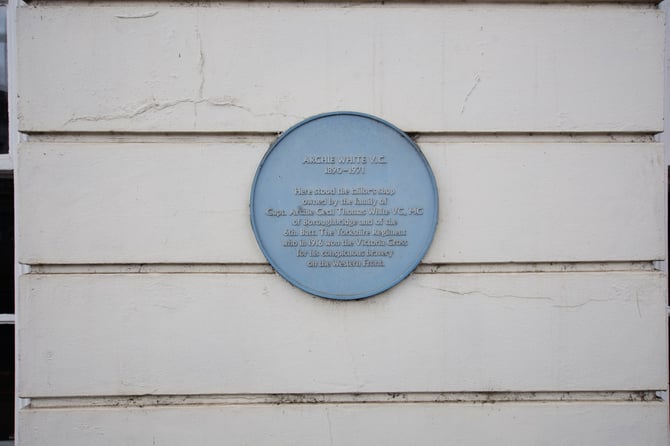 ARCHIE WHITE V.C.
1890-1971
Here stood the tailor's shop
owned by the family of
Capt. Archie Cecil Thomas White VC, MC
of Boroughbridge and of the
6th Batt. The Yorkshire Regiment
who in 1916 won the Victoria Cross
for his conspicuous bravery
on the Western Front.